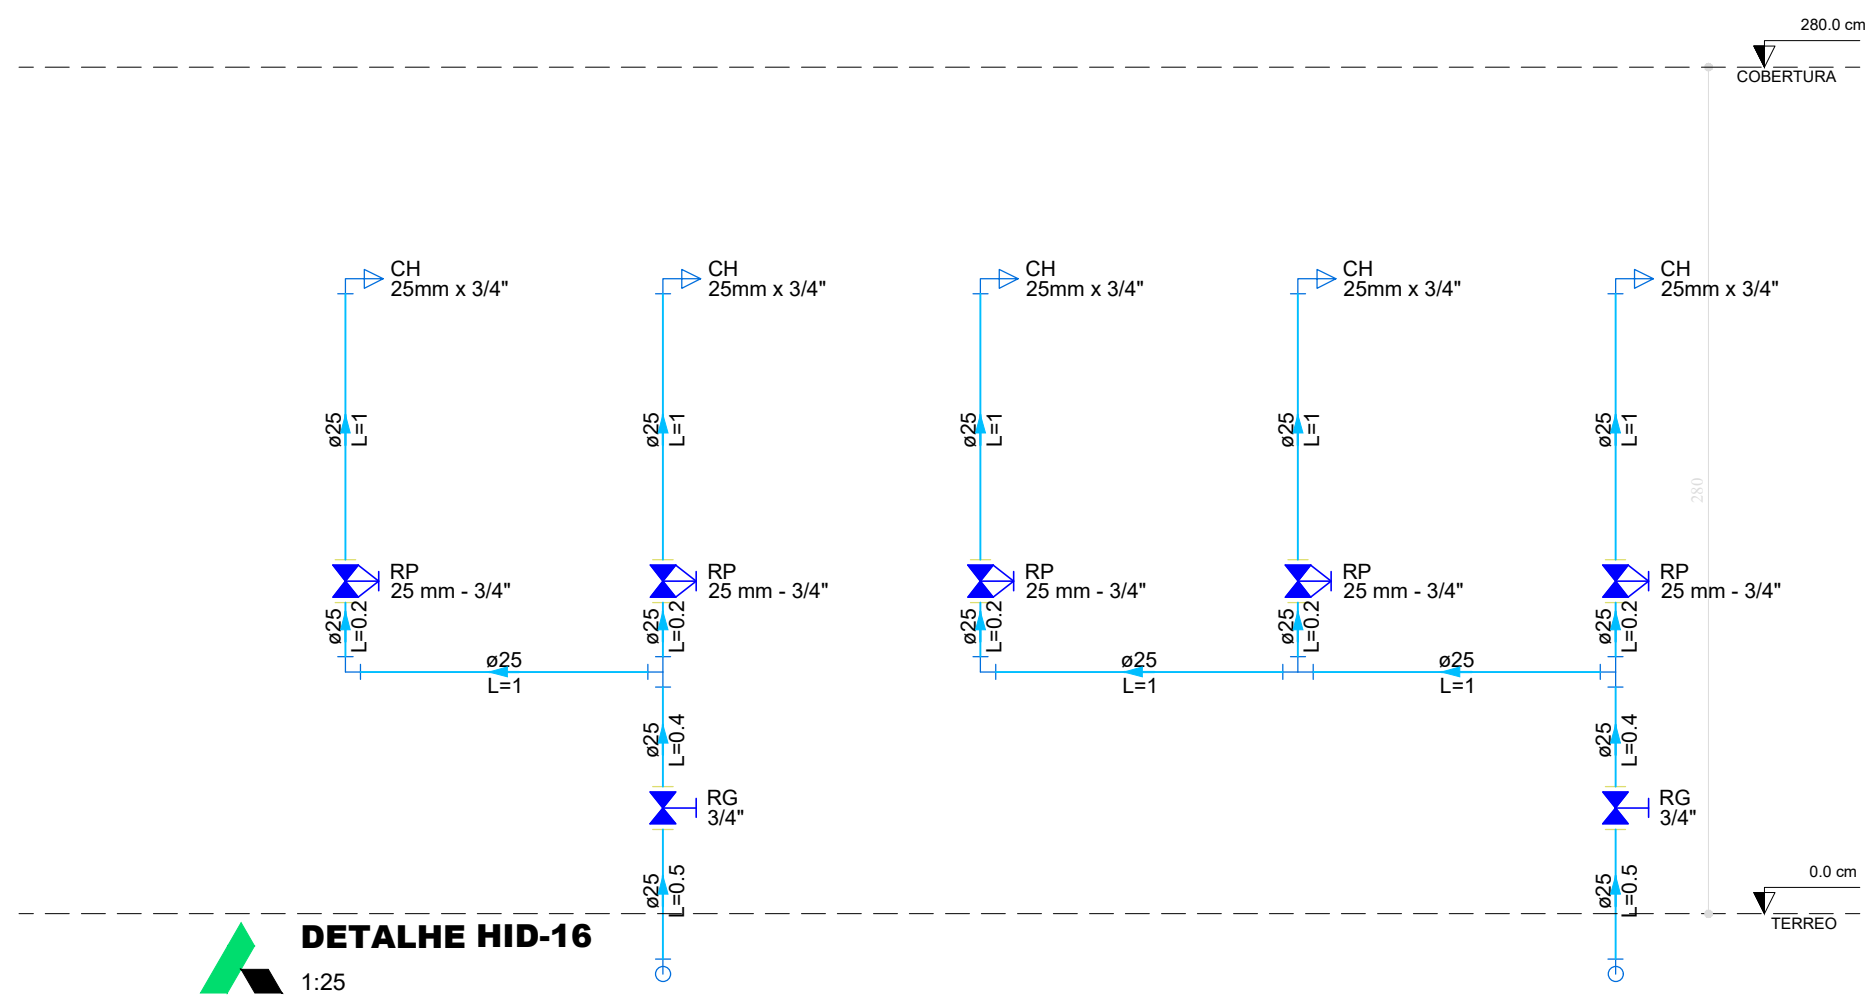 280.0 cm
COBERTURA
CH
25mm x 3/4"
CH
25mm x 3/4"
CH
25mm x 3/4"
CH
25mm x 3/4"
CH
25mm x 3/4"
ø25
L=1
ø25
L=1
ø25
L=1
ø25
L=1
ø25
L=1
280
RP
25 mm - 3/4"
RP
25 mm - 3/4"
RP
25 mm - 3/4"
RP
25 mm - 3/4"
RP
25 mm - 3/4"
ø25
L=0.2
ø25
L=0.2
ø25
L=0.2
ø25
L=0.2
ø25
L=0.2
ø25
L=1
ø25
L=1
ø25
L=1
ø25
L=0.4
ø25
L=0.4
RG
3/4"
RG
3/4"
ø25
L=0.5
ø25
L=0.5
0.0 cm
TERREO
DETALHE HID-16
1:25